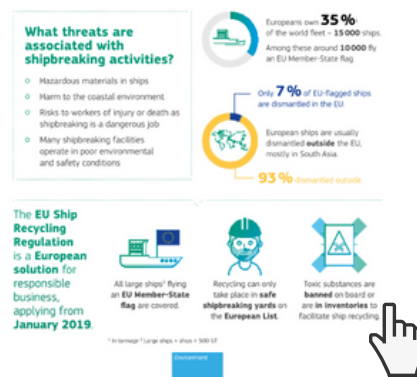 What threats are
associated with
shipbreaking activities?
Hazardous materials in ships
Harm to the coastal environment
Risks to workers of injury or death as
shipbreaking is a dangerous job
Many shipbreaking facilities
operate in poor environmental
and safety conditions
Europeans own 35%¹
of the world fleet – 15000 ships.
Among these around 10000 fly
an EU Member-State flag.
Only 7% of EU-flagged ships
are dismantled in the EU.
European ships are usually
dismantled outside the EU,
mostly in South Asia.
93% dismantled outside
The EU Ship
Recycling
Regulation
is a European
solution for
responsible
business,
applying from
January 2019.
All large ships² flying
an EU Member-State
flag are covered.
Recycling can only
take place in safe
shipbreaking yards on
the European List.
Toxic substances are
banned on board or
are in inventories to
facilitate ship recycling.
¹ In tonnage ² Large ships = ships > 500 GT
Environment